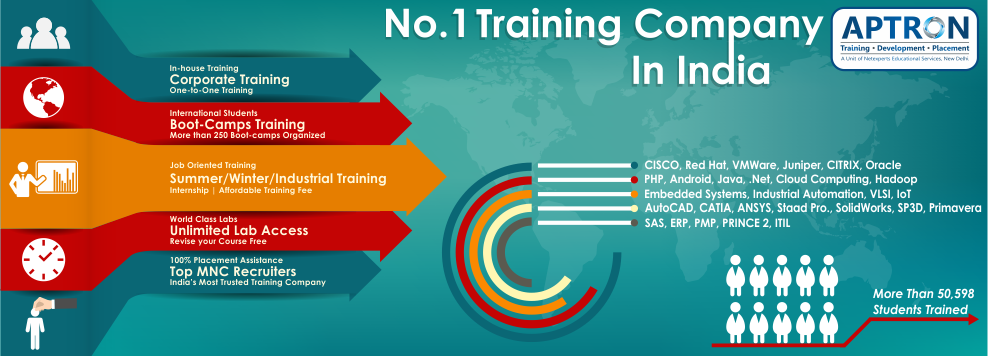 No.1 Training Company
In India
APTRON
Training • Development • Placement
A Unit of Netexperts Educational Services, New Delhi
In-house Training
Corporate Training
One-to-One Training
International Students
Boot-Camps Training
More than 250 Boot-camps Organized
Job Oriented Training
Summer/Winter/Industrial Training
Internship | Affordable Training Fee
World Class Labs
Unlimited Lab Access
Revise your Course Free
100% Placement Assistance
Top MNC Recruiters
India's Most Trusted Training Company
CISCO, Red Hat, VMWare, Juniper, CITRIX, Oracle
PHP, Android, Java, .Net, Cloud Computing, Hadoop
Embedded Systems, Industrial Automation, VLSI, IoT
AutoCAD, CATIA, ANSYS, Staad Pro., SolidWorks, SP3D, Primavera
SAS, ERP, PMP, PRINCE 2, ITIL
More Than 50,598
Students Trained